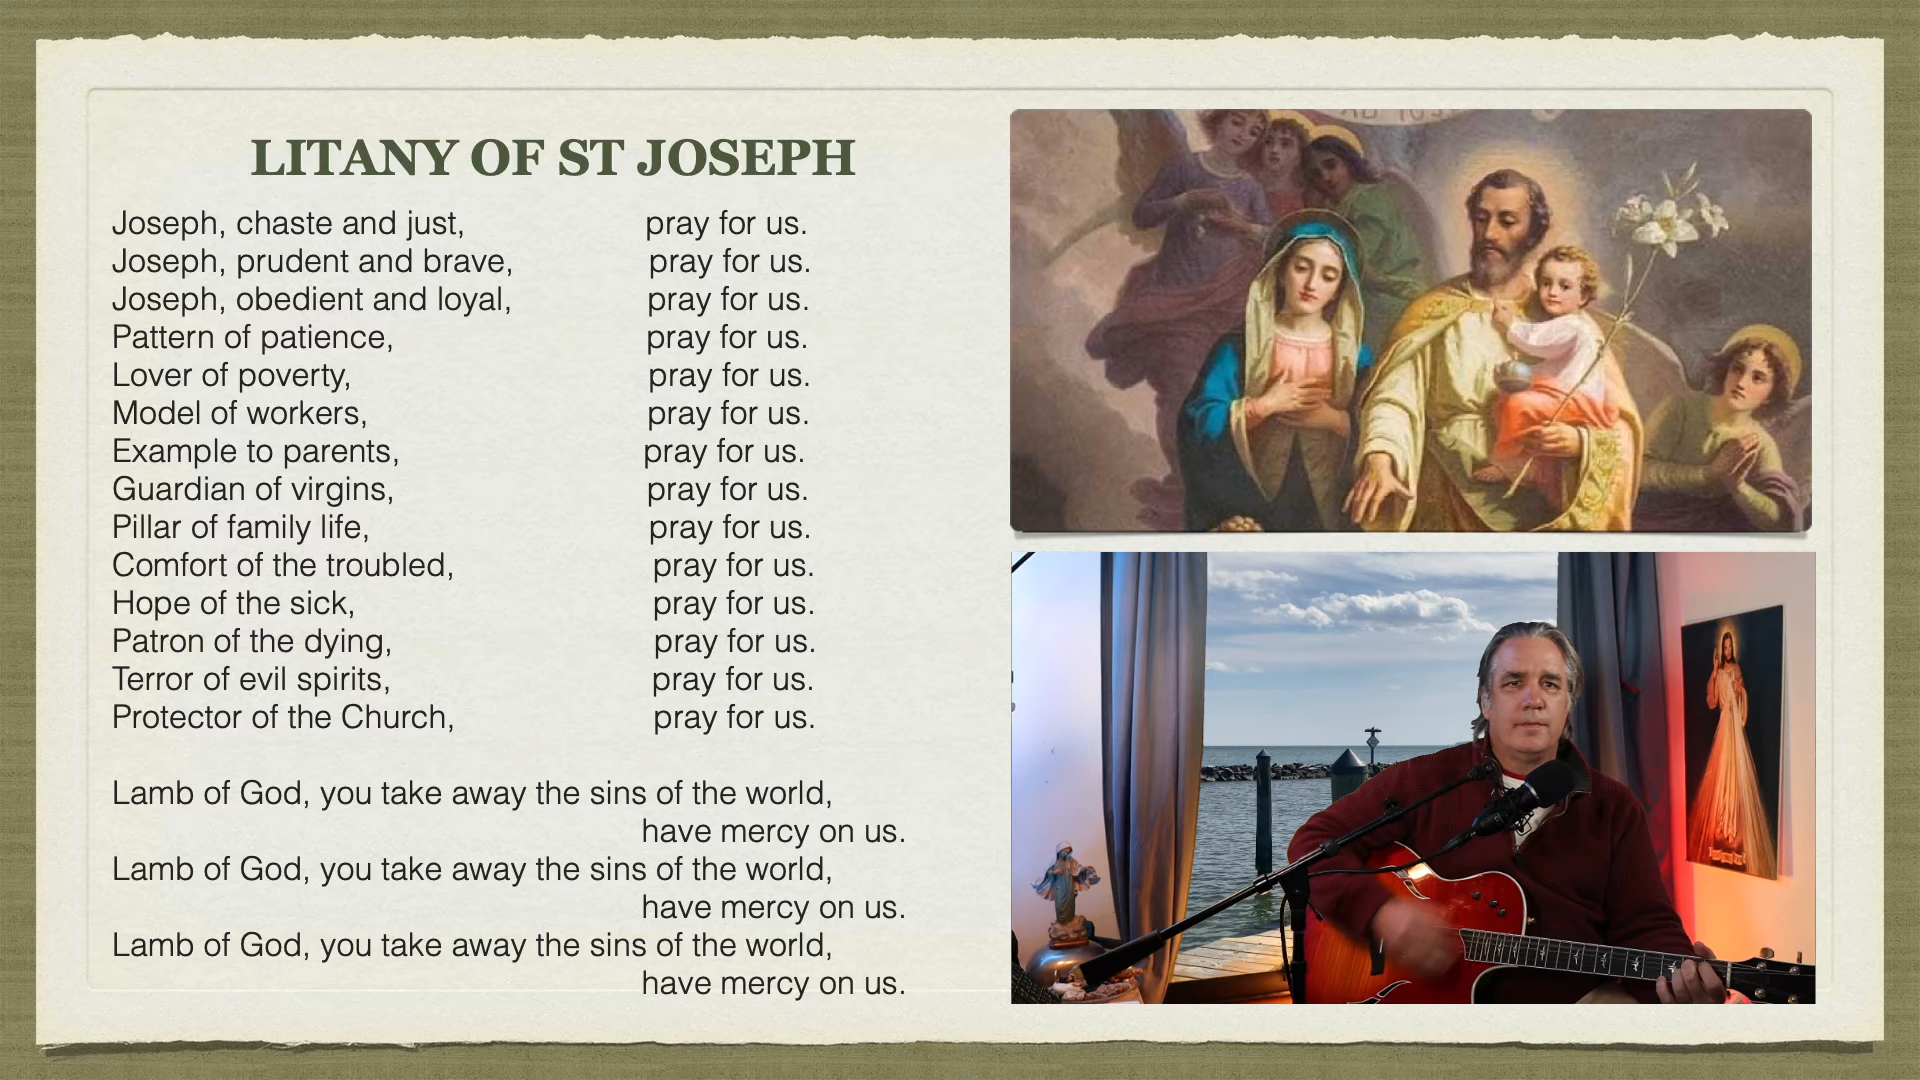 LITANY OF ST JOSEPH
Joseph, chaste and just, pray for us.
Joseph, prudent and brave, pray for us.
Joseph, obedient and loyal, pray for us.
Pattern of patience, pray for us.
Lover of poverty, pray for us.
Model of workers, pray for us.
Example to parents, pray for us.
Guardian of virgins, pray for us.
Pillar of family life, pray for us.
Comfort of the troubled, pray for us.
Hope of the sick, pray for us.
Patron of the dying, pray for us.
Terror of evil spirits, pray for us.
Protector of the Church, pray for us.
Lamb of God, you take away the sins of the world,
have mercy on us.
Lamb of God, you take away the sins of the world,
have mercy on us.
Lamb of God, you take away the sins of the world,
have mercy on us.